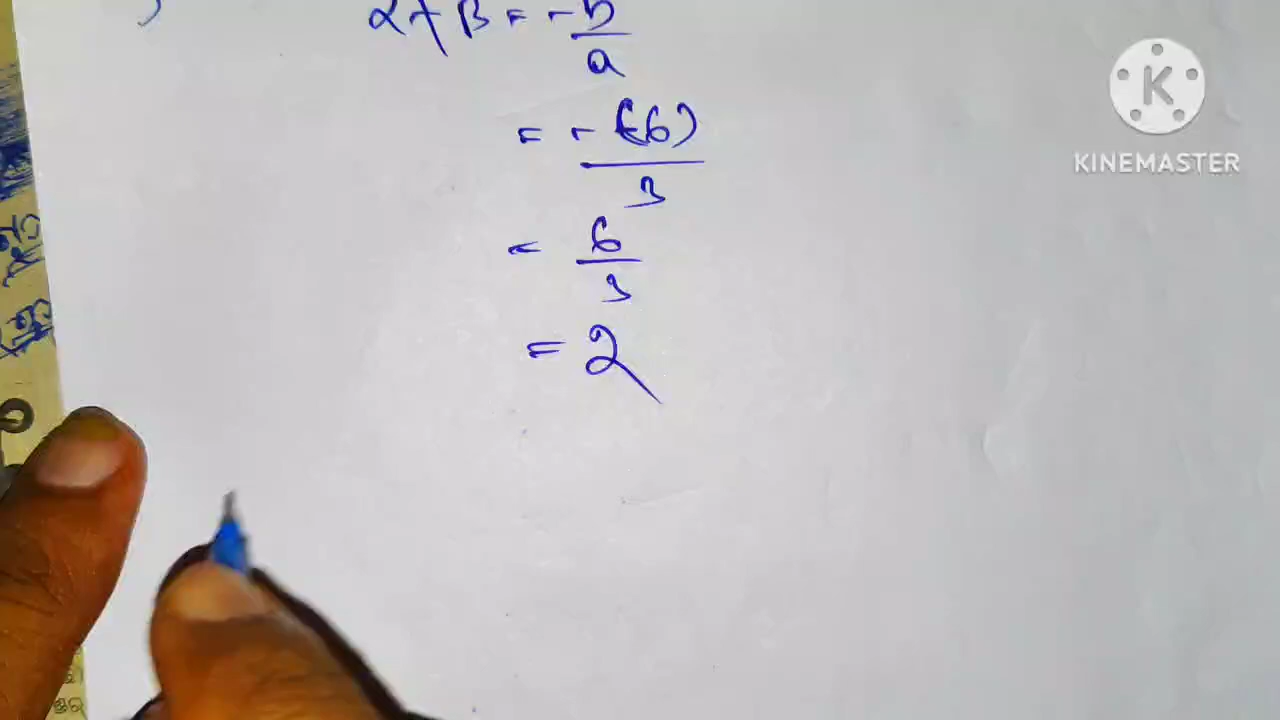 α + β = -b/a
= -(-6)/3
= 6/3
= 2
KINEMASTER